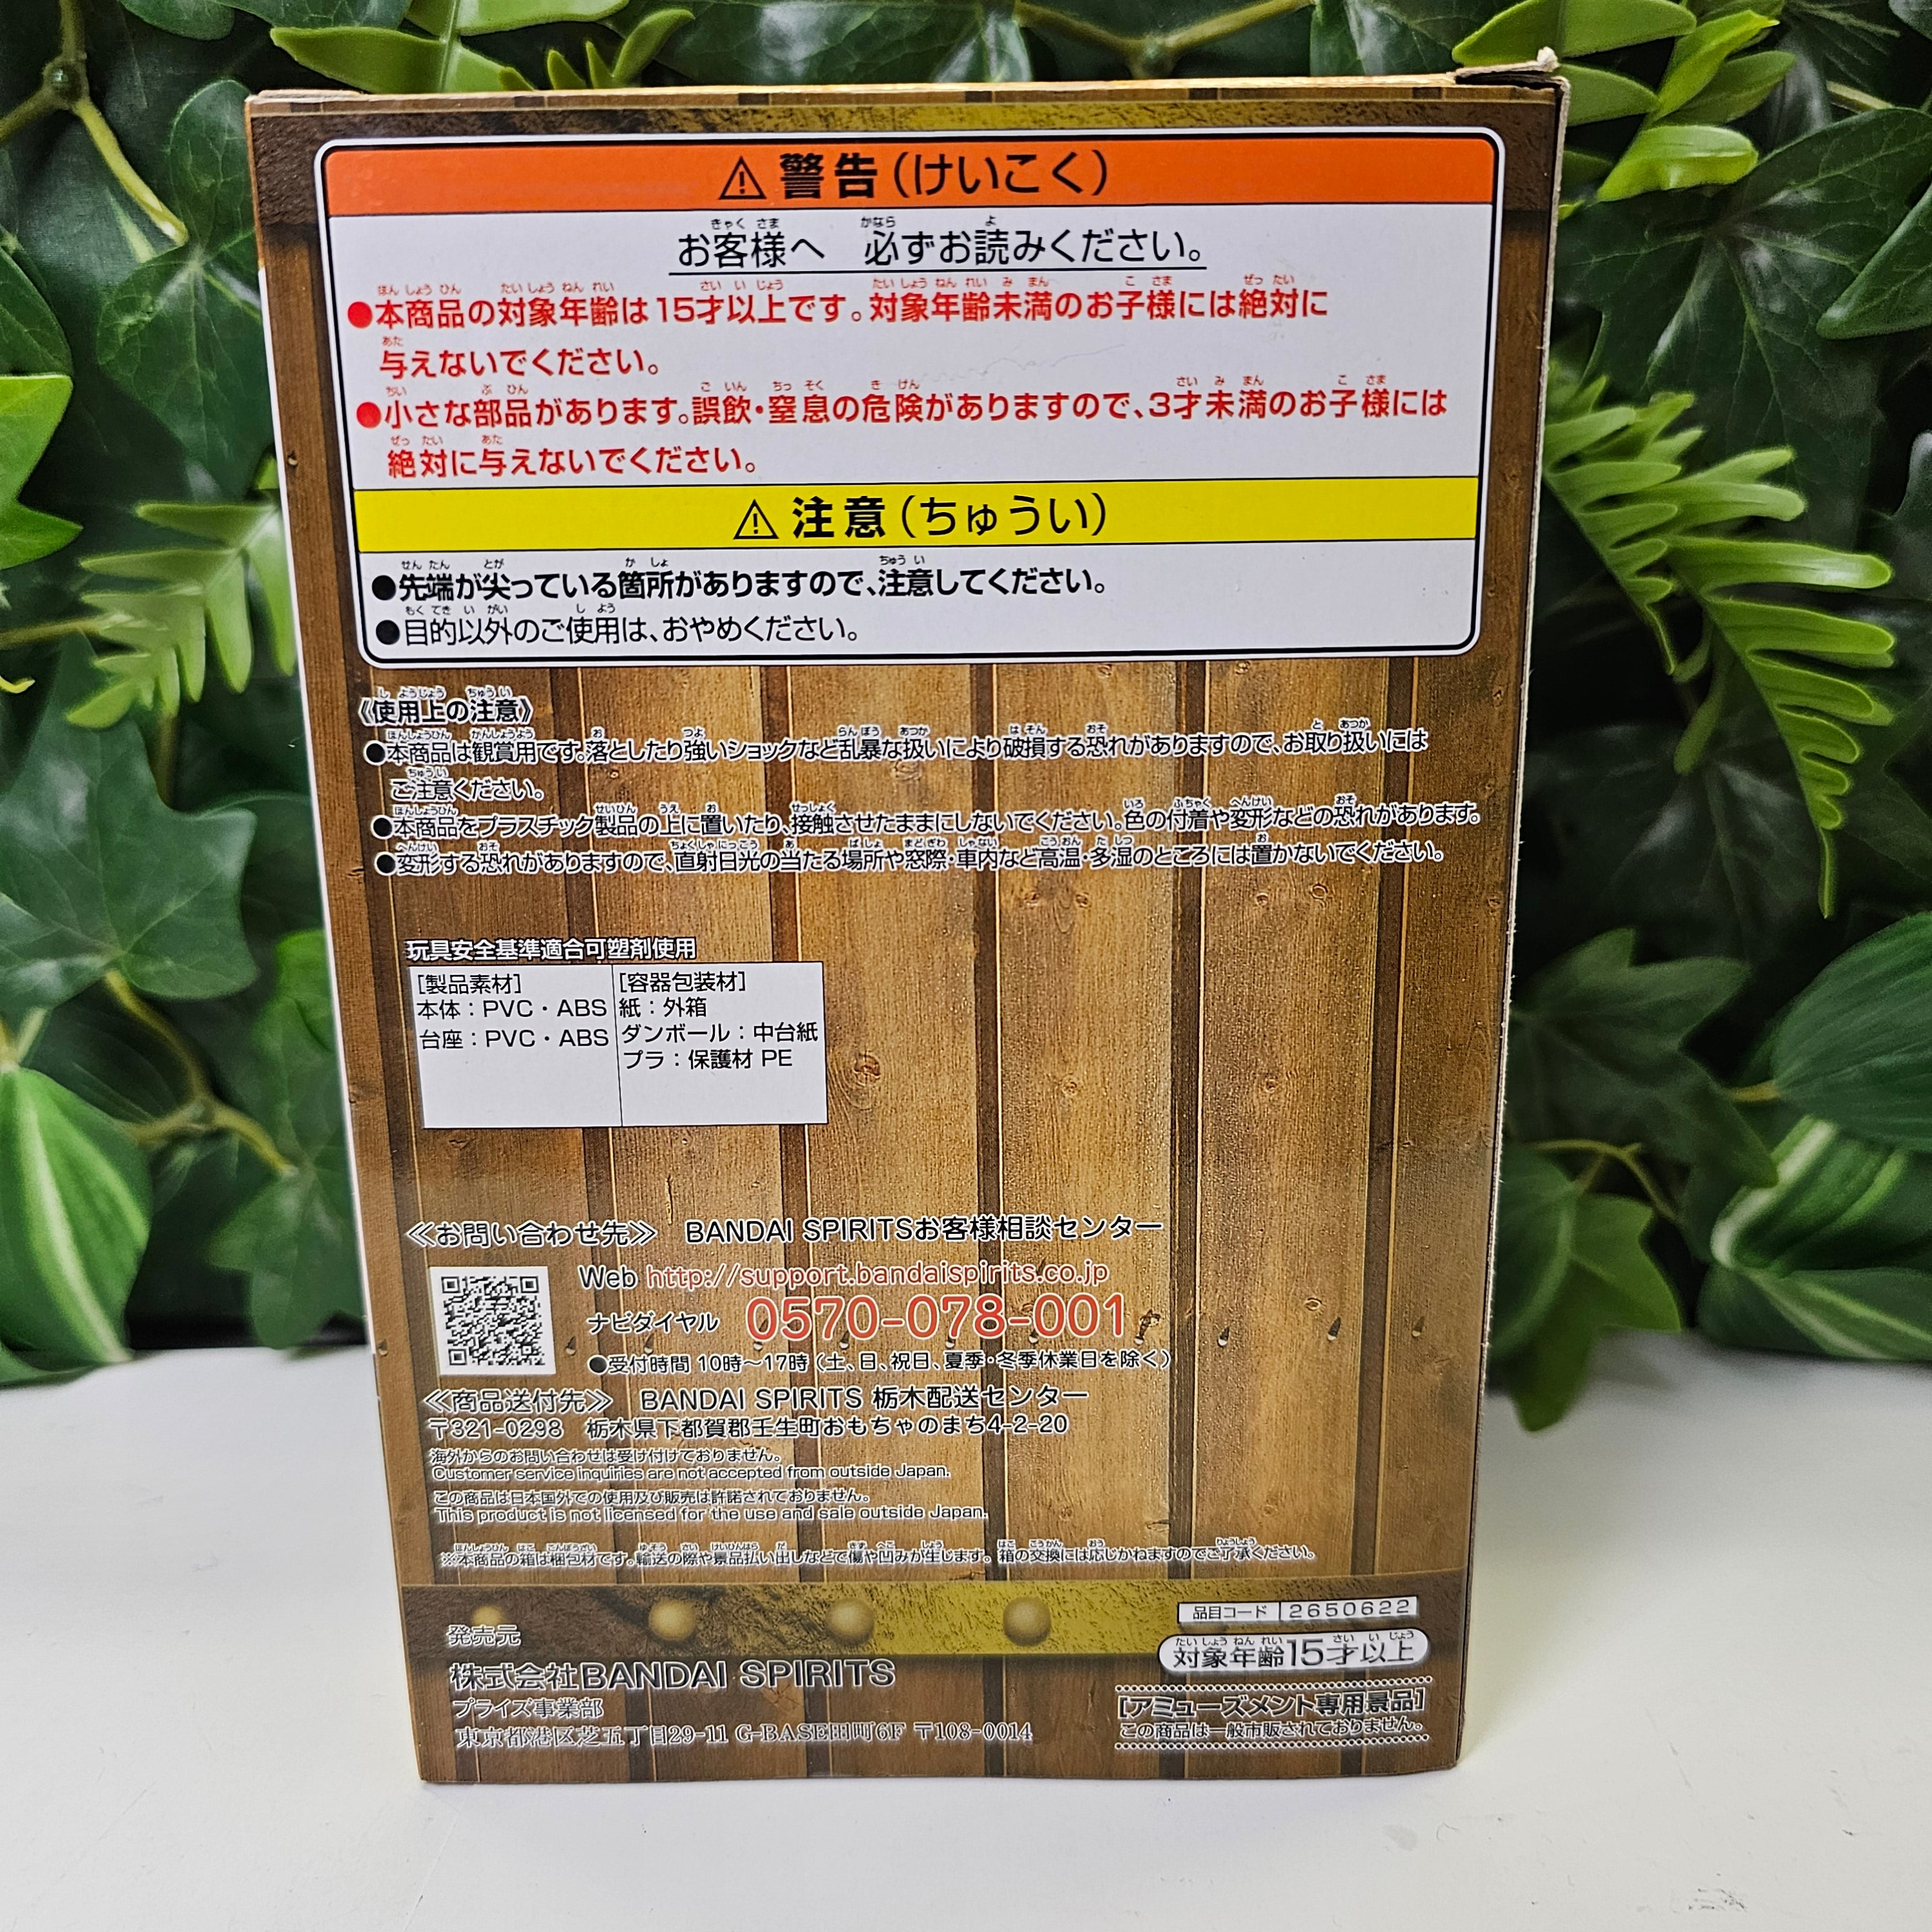 ⚠警告(けいこく)
お客様へ 必ずお読みください。
●本商品の対象年齢は15才以上です。対象年齢未満のお子様には絶対に
与えないでください。
●小さな部品があります。誤飲・窒息の危険がありますので、3才未満のお子様には
絶対に与えないでください。
⚠注意(ちゅうい)
●先端が尖っている箇所がありますので、注意してください。
●目的以外のご使用は、おやめください。
《使用上の注意》
●本商品は観賞用です。落としたり強いショックなど乱暴な扱いにより破損する恐れがありますので、お取り扱いには
ご注意ください。
●本商品をプラスチック製品の上に置いたり、接触させたままにしないでください。色の付着や変形などの恐れがあります。
●変形する恐れがありますので、直射日光の当たる場所や窓際・車内など高温・多湿のところには置かないでください。
玩具安全基準適合可塑剤使用
[製品素材]
本体:PVC・ABS
台座:PVC・ABS
[容器包装材]
紙:外箱
ダンボール:中台紙
プラ:保護材 PE
≪お問い合わせ先≫ BANDAI SPIRITSお客様相談センター
Web http://support.bandaispirits.co.jp
ナビダイヤル 0570-078-001
●受付時間 10時～17時(土、日、祝日、夏季・冬季休業日を除く)
≪商品送付先≫ BANDAI SPIRITS 栃木配送センター
〒321-0298 栃木県下都賀郡壬生町おもちゃのまち4-2-20
海外からのお問い合わせは受け付けておりません。
Customer service inquiries are not accepted from outside Japan.
この商品は日本国外での使用及び販売は許諾されておりません。
This product is not licensed for the use and sale outside Japan.
※本商品の箱は梱包材です。輸送の際や景品払い出しなどで傷や凹みが生じます。箱の交換には応じかねますのでご了承ください。
品目コード 2650622
対象年齢15才以上
発売元
株式会社BANDAI SPIRITS
プライズ事業部
東京都港区芝五丁目29-11 G-BASE田町6F 〒108-0014
[アミューズメント専用景品]
この商品は一般市販されておりません。